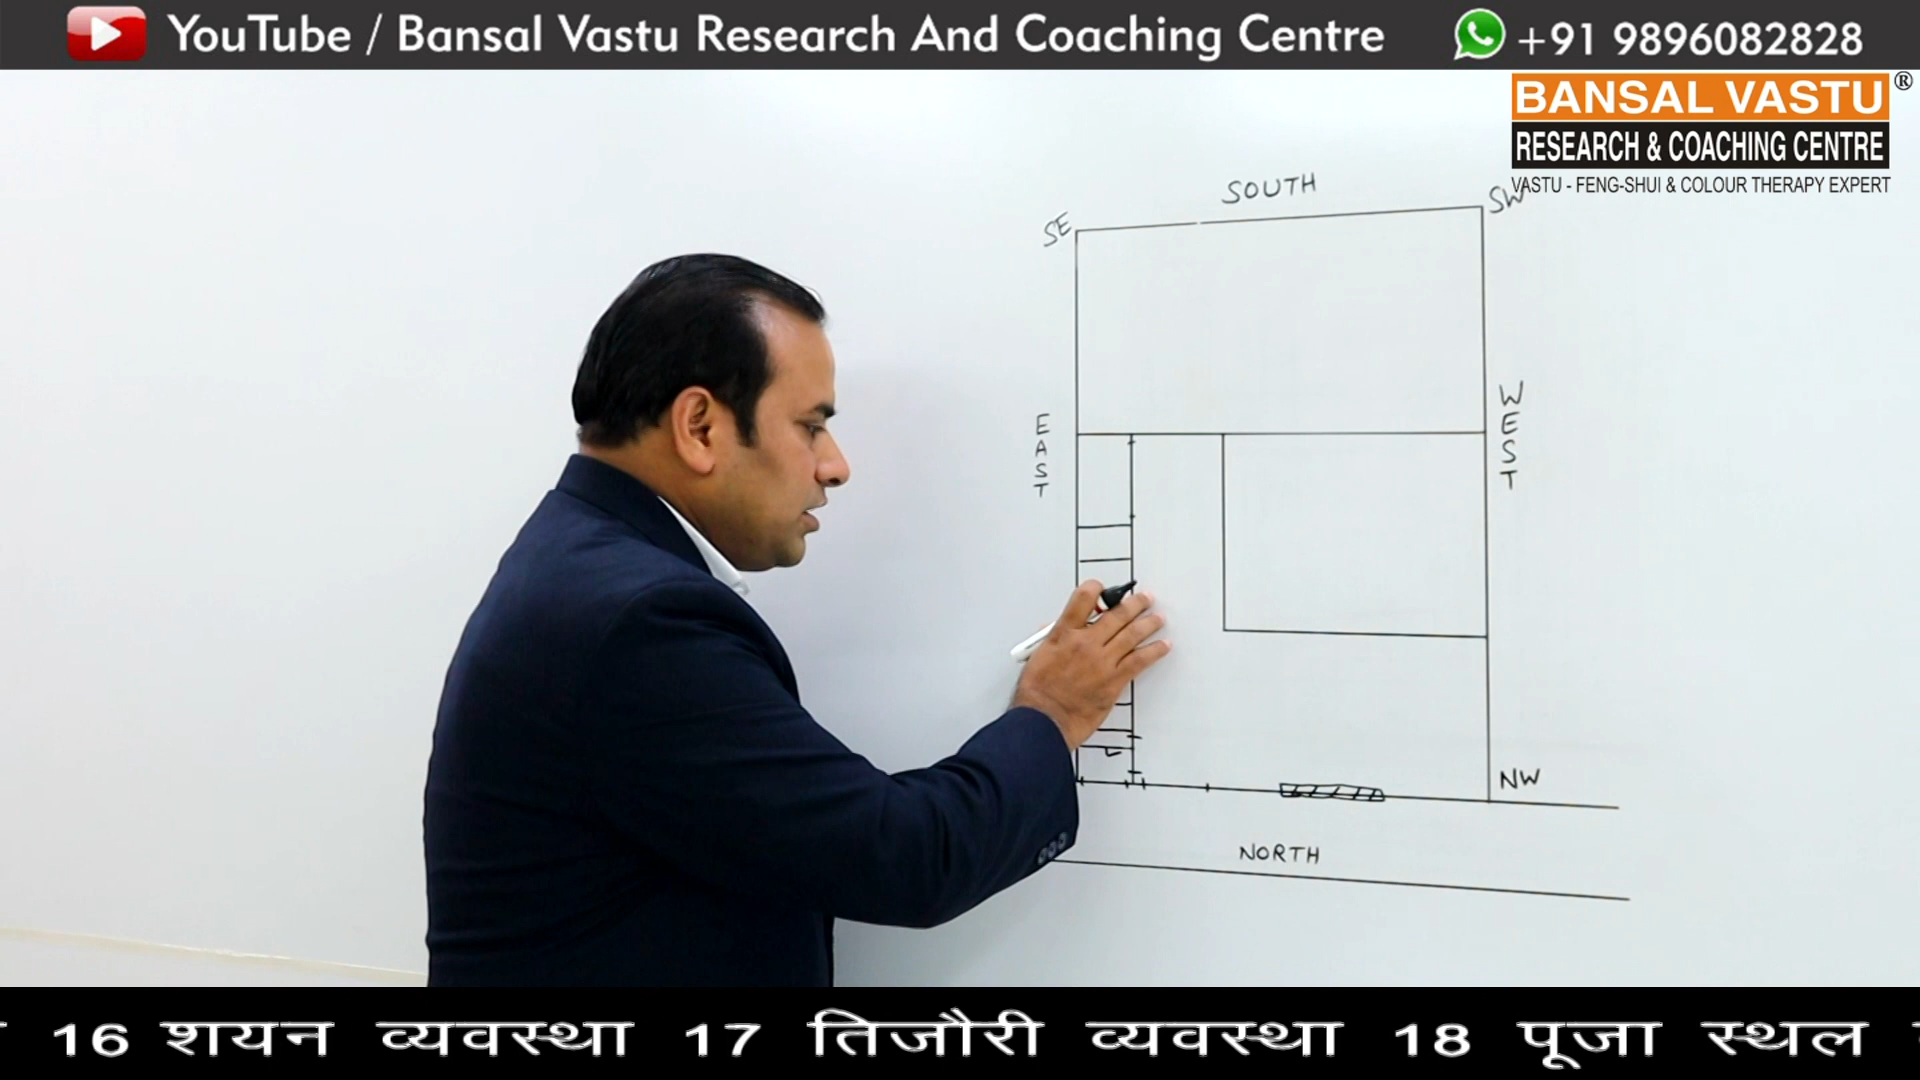 YouTube / Bansal Vastu Research And Coaching Centre
+91 9896082828
BANSAL VASTU ®
RESEARCH & COACHING CENTRE
VASTU - FENG-SHUI & COLOUR THERAPY EXPERT
SOUTH
SE
SW
EAST
WEST
NW
NORTH
16 शयन व्यवस्था 17 तिजौरी व्यवस्था 18 पूजा स्थल